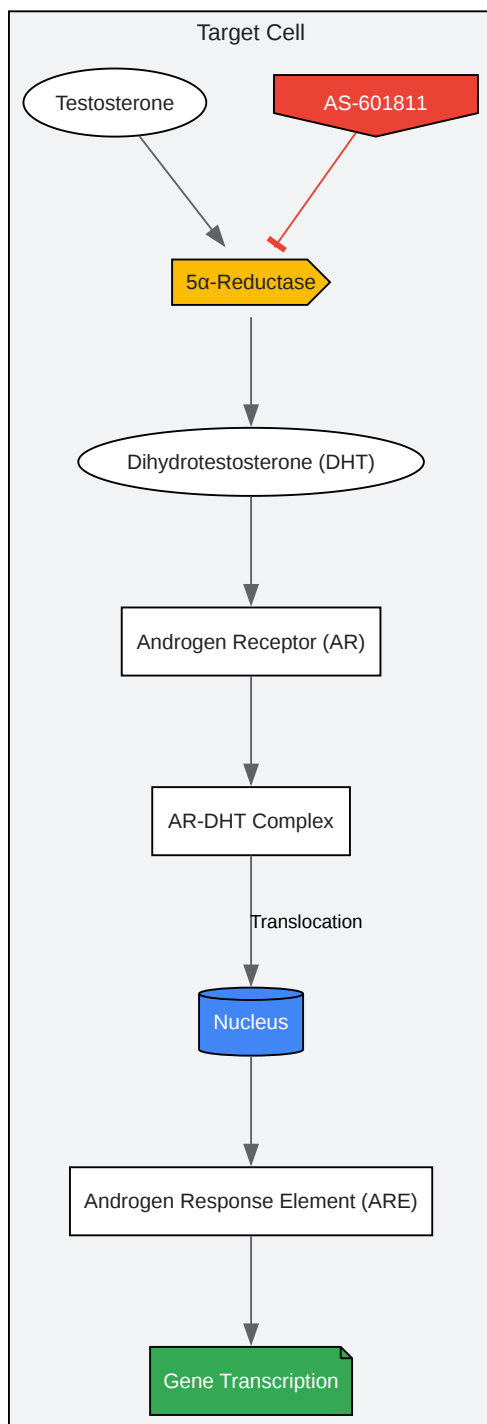 Target Cell
Testosterone
AS-601811
5α-Reductase
Dihydrotestosterone (DHT)
Androgen Receptor (AR)
AR-DHT Complex
Translocation
Nucleus
Androgen Response Element (ARE)
Gene Transcription